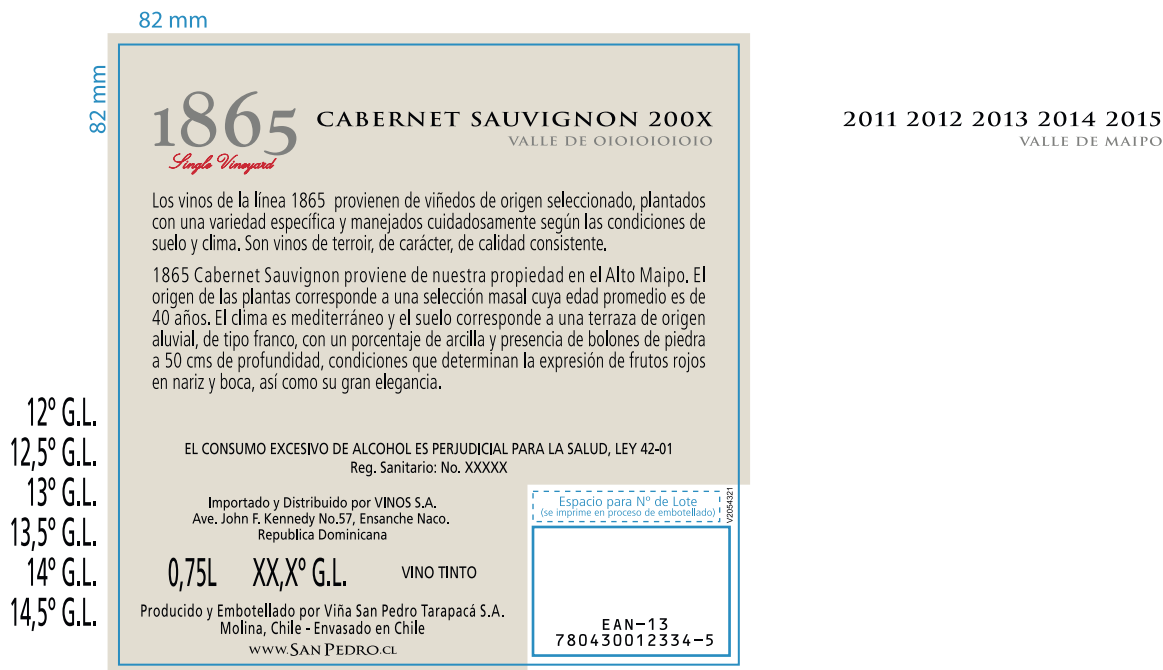 82 mm
82 mm
1865
Single Vineyard
CABERNET SAUVIGNON 200X
VALLE DE OIOIOIOIOIO
2011 2012 2013 2014 2015
VALLE DE MAIPO
Los vinos de la línea 1865 provienen de viñedos de origen seleccionado, plantados
con una variedad específica y manejados cuidadosamente según las condiciones de
suelo y clima. Son vinos de terroir, de carácter, de calidad consistente.
1865 Cabernet Sauvignon proviene de nuestra propiedad en el Alto Maipo. El
origen de las plantas corresponde a una selección masal cuya edad promedio es de
40 años. El clima es mediterráneo y el suelo corresponde a una terraza de origen
aluvial, de tipo franco, con un porcentaje de arcilla y presencia de bolones de piedra
a 50 cms de profundidad, condiciones que determinan la expresión de frutos rojos
en nariz y boca, así como su gran elegancia.
12º G.L.
12,5º G.L.
13º G.L.
13,5º G.L.
14º G.L.
14,5º G.L.
EL CONSUMO EXCESIVO DE ALCOHOL ES PERJUDICIAL PARA LA SALUD, LEY 42-01
Reg. Sanitario: No. XXXXX
Importado y Distribuido por VINOS S.A.
Ave. John F. Kennedy No.57, Ensanche Naco.
Republica Dominicana
0,75L XX,Xº G.L. VINO TINTO
Producido y Embotellado por Viña San Pedro Tarapacá S.A.
Molina, Chile - Envasado en Chile
WWW.SAN PEDRO.CL
Espacio para Nº de Lote
(se imprime en proceso de embotellado)
V2054321
EAN-13
780430012334-5